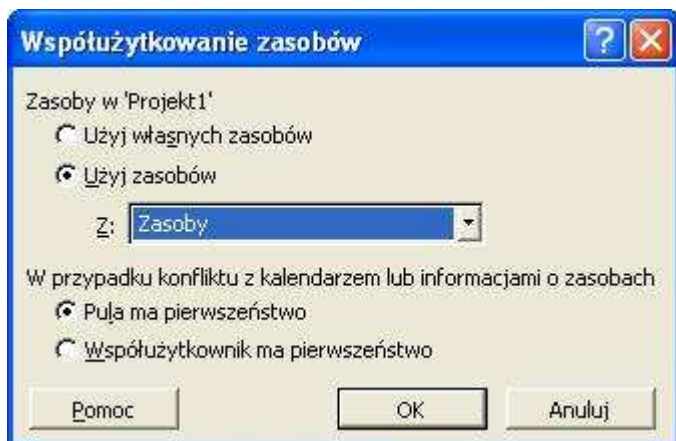 Współużytkowanie zasobów
Zasoby w 'Projekt1'
Użyj własnych zasobów
Użyj zasobów
Z: Zasoby
W przypadku konfliktu z kalendarzem lub informacjami o zasobach
Pula ma pierwszeństwo
Współużytkownik ma pierwszeństwo
Pomoc OK Anuluj